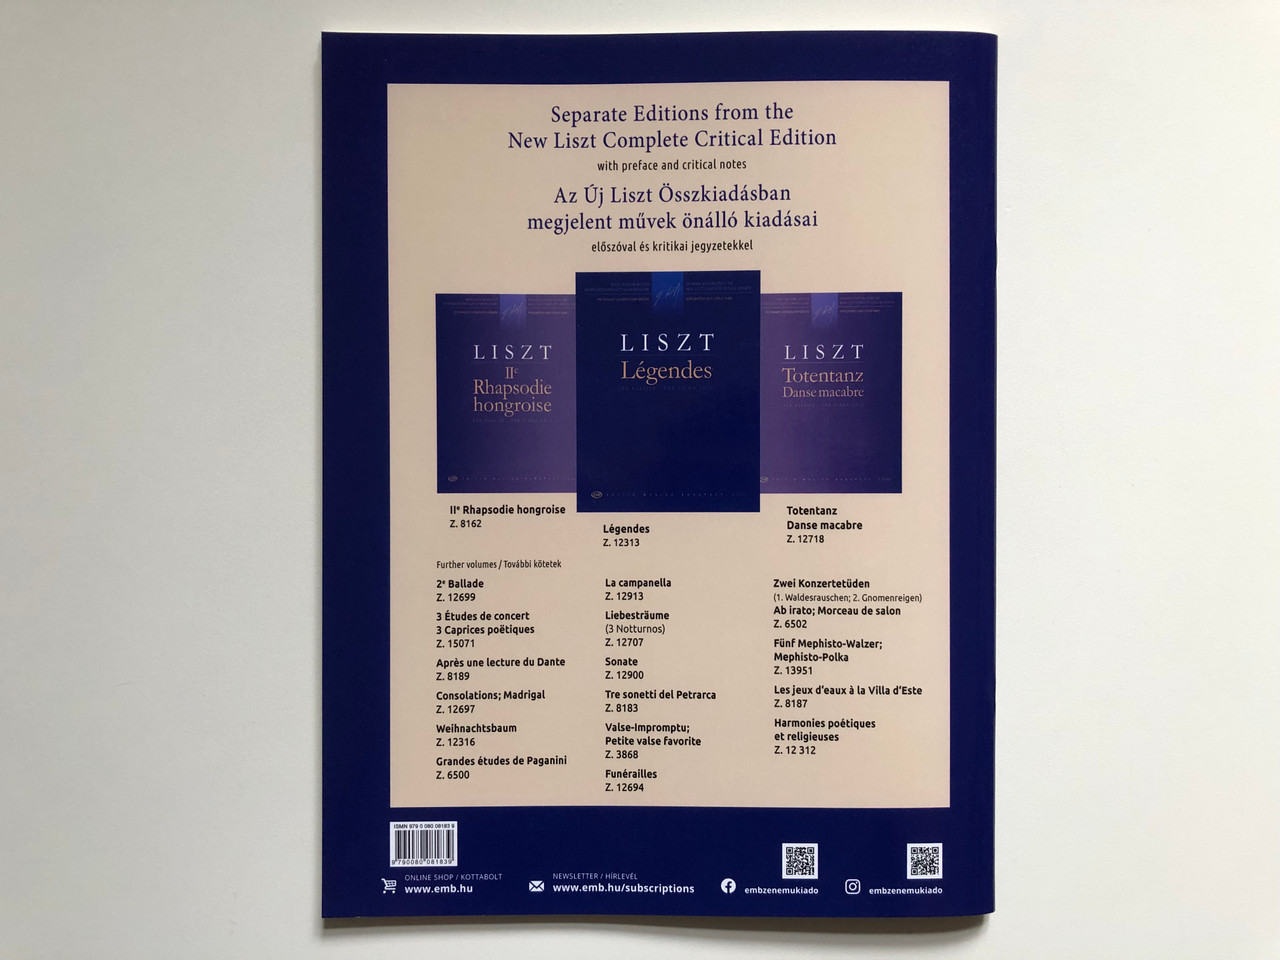 Separate Editions from the
New Liszt Complete Critical Edition
with preface and critical notes
Az Új Liszt Összkiadásban
megjelent művek önálló kiadásai
előszóval és kritikai jegyzetekkel
LISZT
IIe
Rhapsodie
hongroise
LISZT
Légendes
LISZT
Totentanz
Danse macabre
IIe Rhapsodie hongroise
Z. 8162
Légendes
Z. 12313
Totentanz
Danse macabre
Z. 12718
Further volumes / További kötetek
2e Ballade
Z. 12699
3 Études de concert
3 Caprices poëtiques
Z. 15071
Après une lecture du Dante
Z. 8189
Consolations; Madrigal
Z. 12697
Weihnachtsbaum
Z. 12316
Grandes études de Paganini
Z. 6500
La campanella
Z. 12913
Liebesträume
(3 Notturnos)
Z. 12707
Sonate
Z. 12900
Tre sonetti del Petrarca
Z. 8183
Valse-Impromptu;
Petite valse favorite
Z. 3868
Funérailles
Z. 12694
Zwei Konzertetüden
(1. Waldesrauschen; 2. Gnomenreigen)
Ab irato; Morceau de salon
Z. 6502
Fünf Mephisto-Walzer;
Mephisto-Polka
Z. 13951
Les jeux d'eaux à la Villa d'Este
Z. 8187
Harmonies poétiques
et religieuses
Z. 12 312
ISMN 979 0 080 08183 9
9790080081839
ONLINE SHOP / KOTTABOLT
www.emb.hu
NEWSLETTER / HÍRLEVÉL
www.emb.hu/subscriptions
embzenemukiado
embzenemukiado